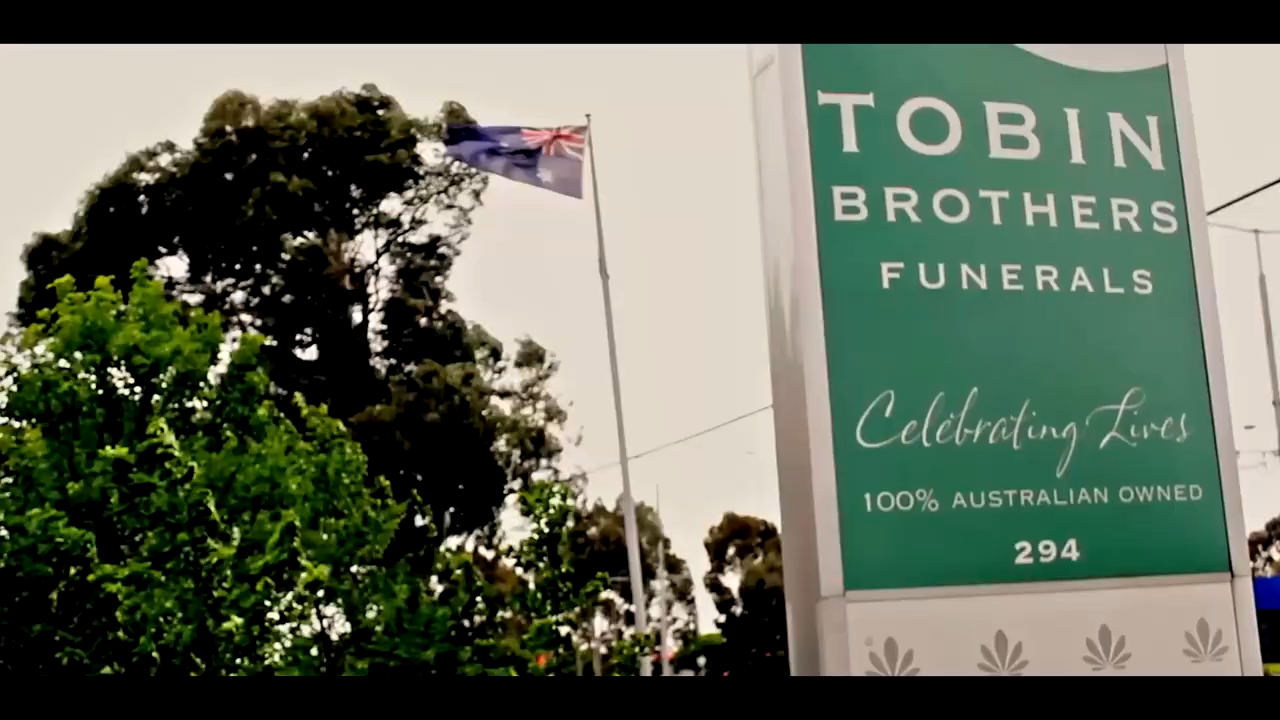 TOBIN
BROTHERS
FUNERALS
Celebrating Lives
100% AUSTRALIAN OWNED
294